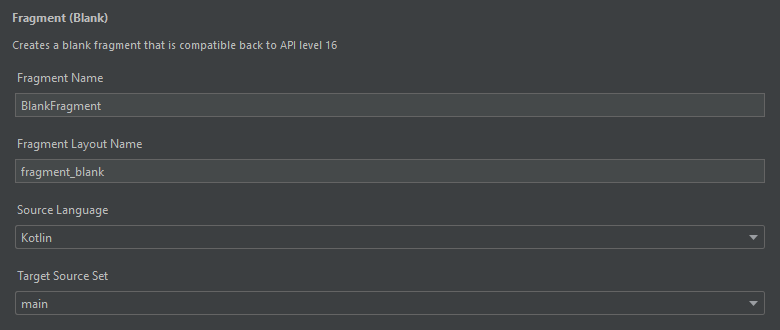 Fragment (Blank)
Creates a blank fragment that is compatible back to API level 16
Fragment Name
BlankFragment
Fragment Layout Name
fragment_blank
Source Language
Kotlin
Target Source Set
main